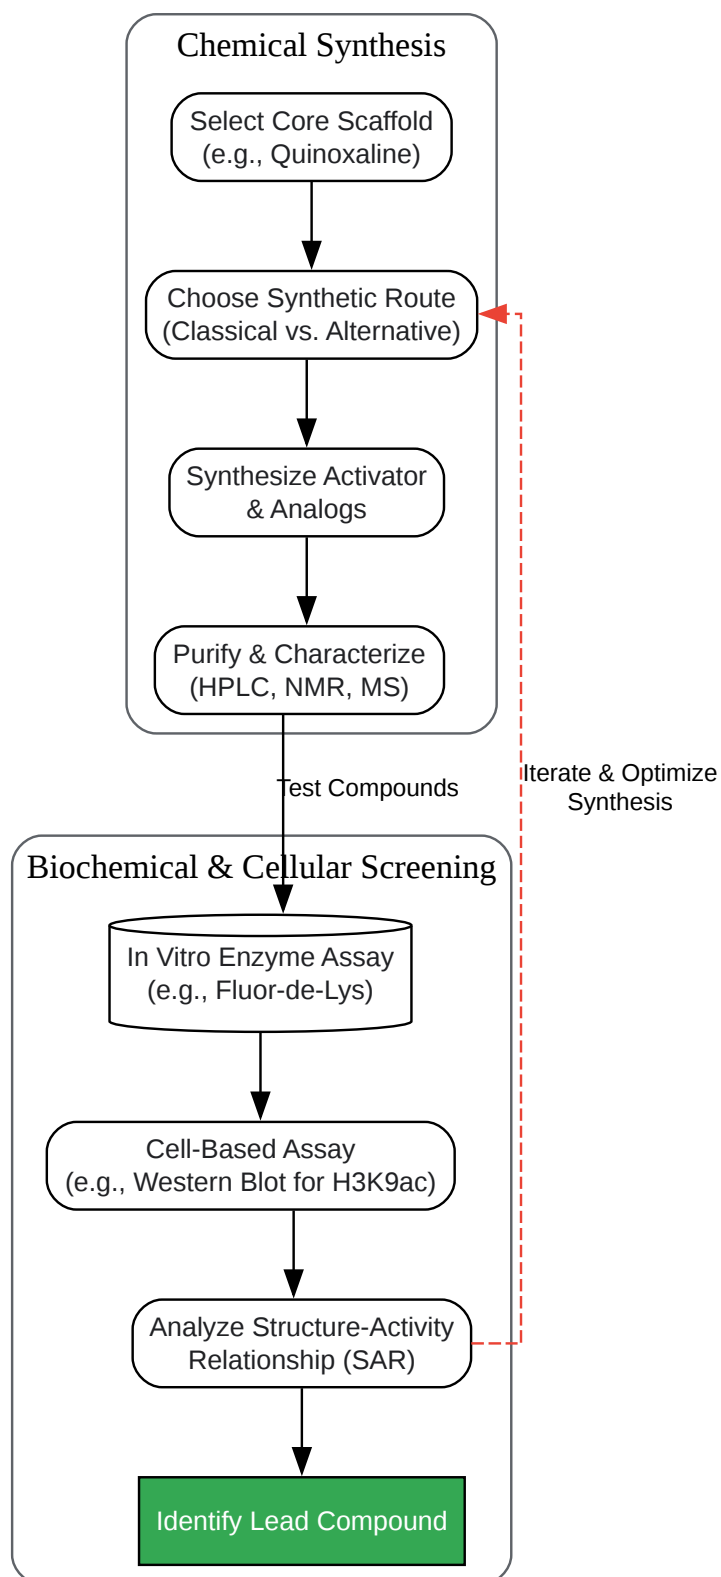 Chemical Synthesis
Select Core Scaffold
(e.g., Quinoxaline)
Choose Synthetic Route
(Classical vs. Alternative)
Synthesize Activator
& Analogs
Purify & Characterize
(HPLC, NMR, MS)
Test Compounds
Iterate & Optimize
Synthesis
Biochemical & Cellular Screening
In Vitro Enzyme Assay
(e.g., Fluor-de-Lys)
Cell-Based Assay
(e.g., Western Blot for H3K9ac)
Analyze Structure-Activity
Relationship (SAR)
Identify Lead Compound